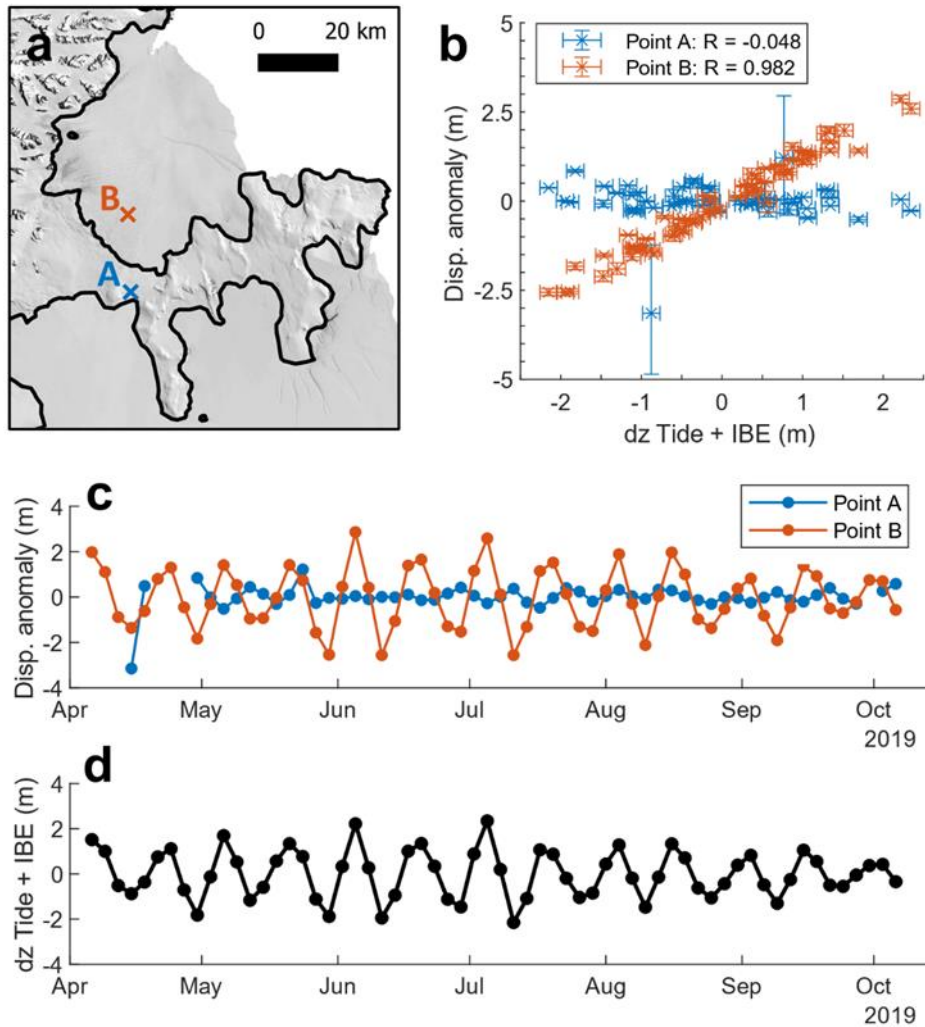 a
0 20 km
B
A
b
Point A: R = -0.048
Point B: R = 0.982
Disp. anomaly (m)
5
2.5
0
-2.5
-5
-2 -1 0 1 2
dz Tide + IBE (m)
c
Point A
Point B
Disp. anomaly (m)
4
2
0
-2
-4
Apr May Jun Jul Aug Sep Oct
2019
d
dz Tide + IBE (m)
4
2
0
-2
-4
Apr May Jun Jul Aug Sep Oct
2019